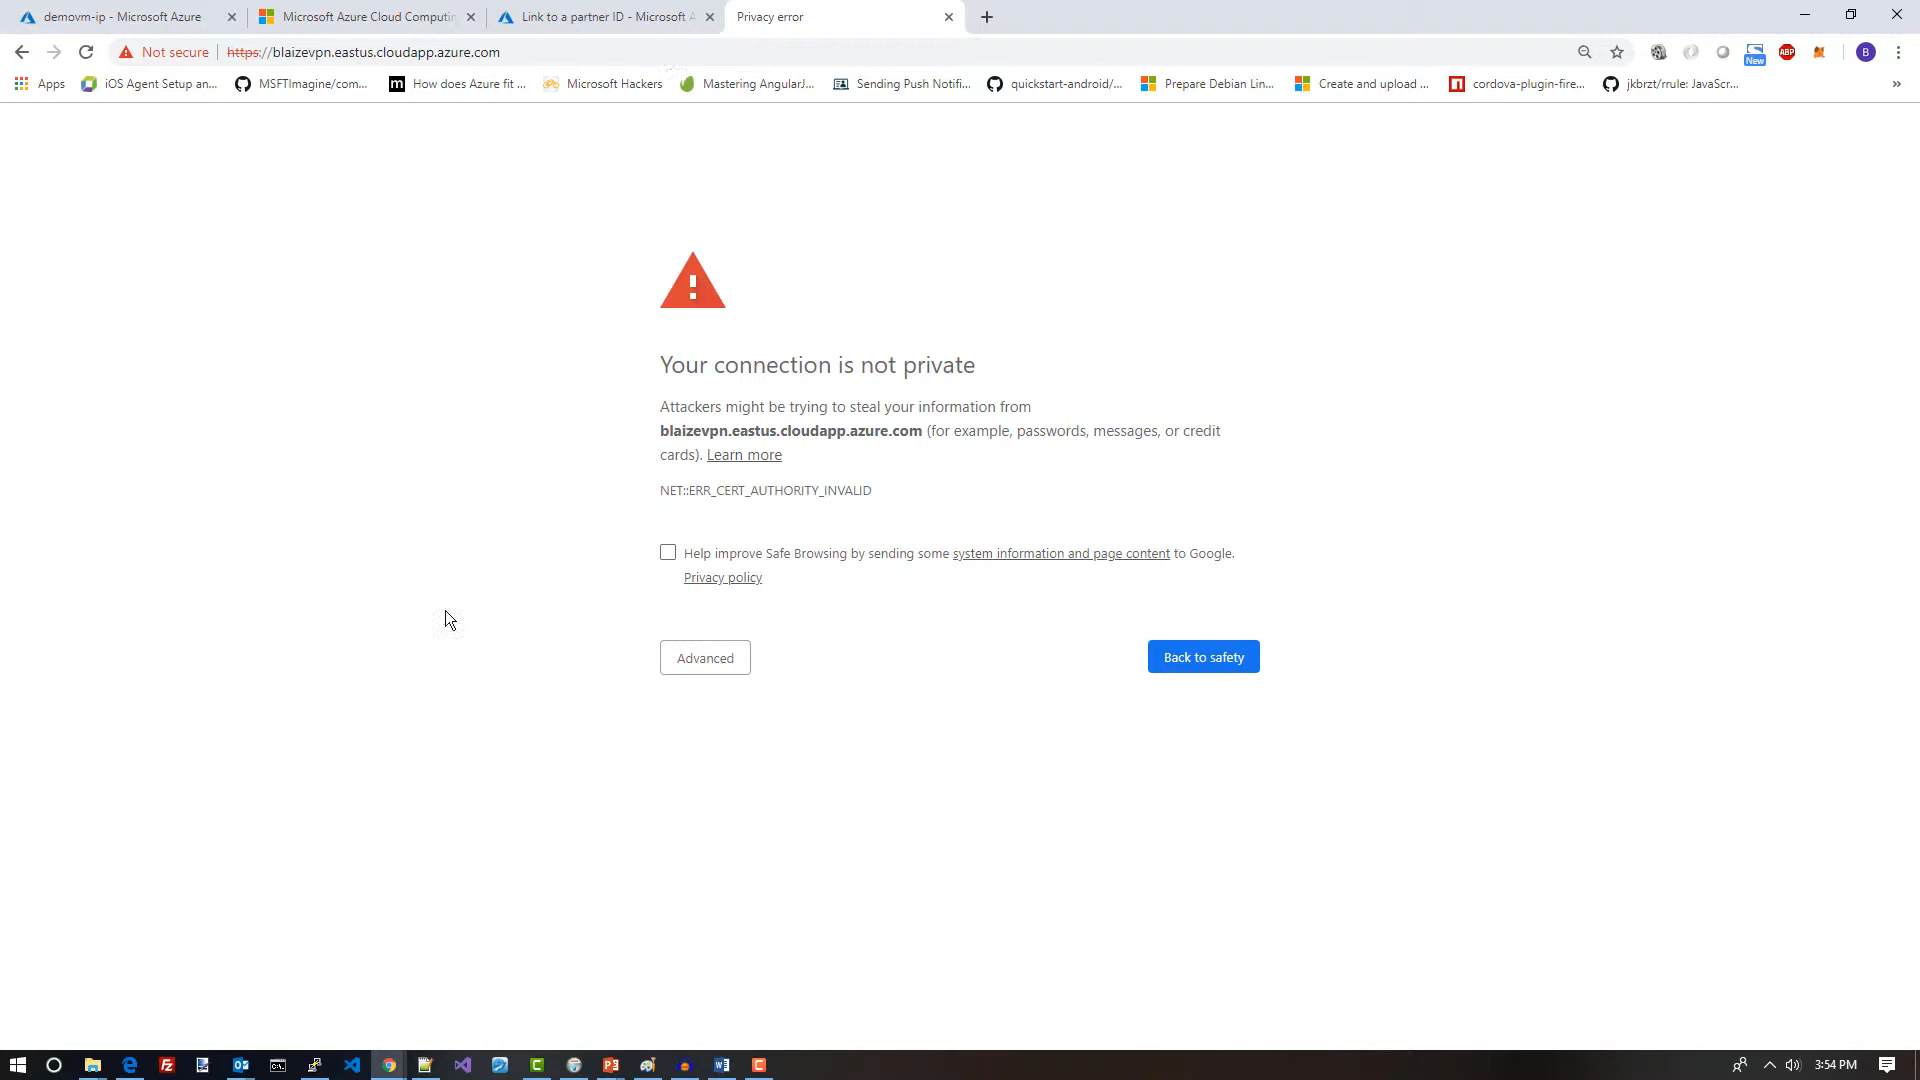 demovm-ip - Microsoft Azure
Microsoft Azure Cloud Computin
Link to a partner ID - Microsoft A
Privacy error
Not secure
https://blaizevpn.eastus.cloudapp.azure.com
New
ABP
B
Apps
iOS Agent Setup an...
MSFTImagine/com...
m
How does Azure fit ...
Microsoft Hackers
Mastering AngularJ...
Sending Push Notifi...
quickstart-android/...
Prepare Debian Lin...
Create and upload ...
cordova-plugin-fire...
jkbrzt/rrule: JavaScr...
»
Your connection is not private
Attackers might be trying to steal your information from
blaizevpn.eastus.cloudapp.azure.com (for example, passwords, messages, or credit
cards). Learn more
NET::ERR_CERT_AUTHORITY_INVALID
Help improve Safe Browsing by sending some system information and page content to Google.
Privacy policy
Advanced
Back to safety
3:54 PM